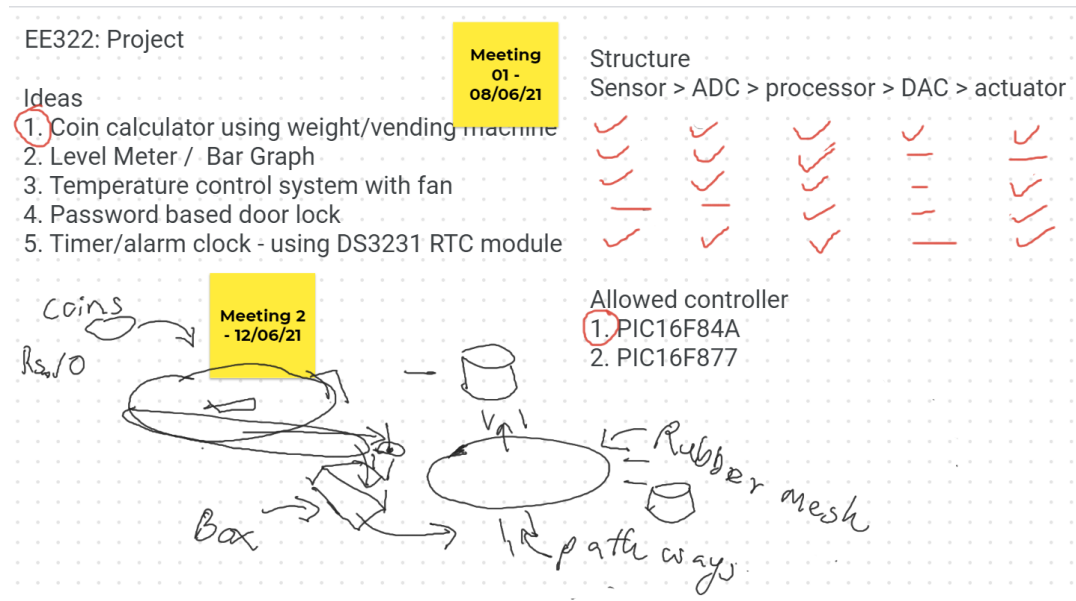 EE322: Project
Meeting
01 -
08/06/21
Ideas
1. Coin calculator using weight/vending machine
2. Level Meter / Bar Graph
3. Temperature control system with fan
4. Password based door lock
5. Timer/alarm clock - using DS3231 RTC module
Structure
Sensor > ADC > processor > DAC > actuator
Allowed controller
1. PIC16F84A
2. PIC16F877
Meeting 2
- 12/06/21
coins
Rs. 10
Box
Rubber mesh
path ways